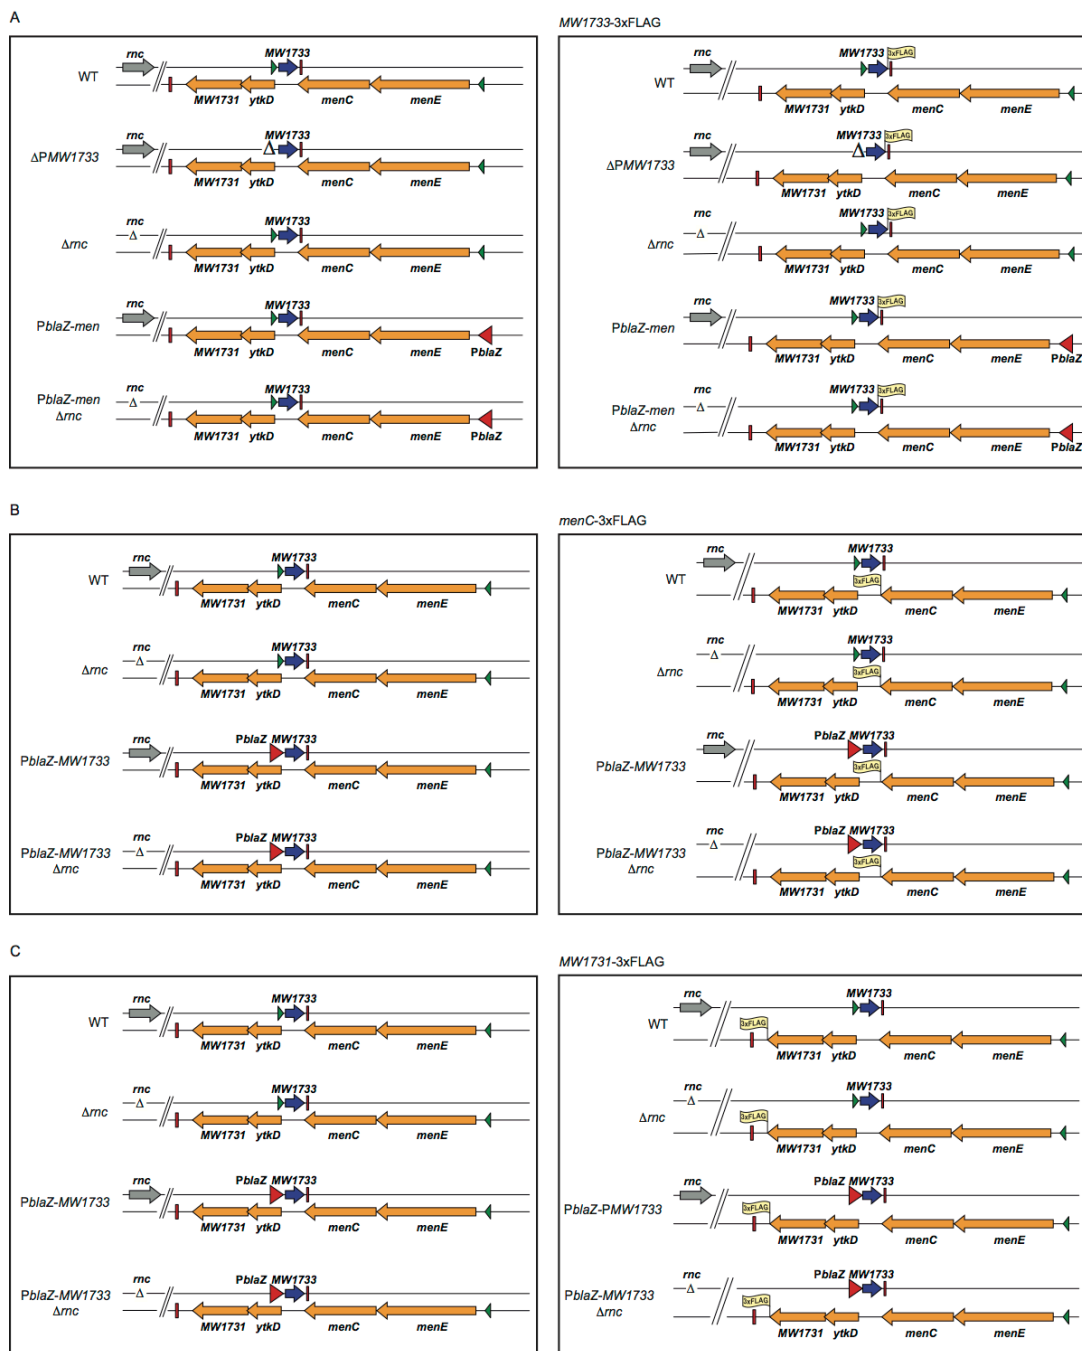 A
rnc MW1733
WT
MW1731 ytkD menC menE
rnc MW1733
Δ
ΔPMW1733
MW1731 ytkD menC menE
rnc MW1733
Δ
Δrnc
MW1731 ytkD menC menE
rnc MW1733
PblaZ-men
MW1731 ytkD menC menE PblaZ
rnc MW1733
Δ
PblaZ-men
Δrnc
MW1731 ytkD menC menE PblaZ
MW1733-3xFLAG
rnc MW1733 3xFLAG
WT
MW1731 ytkD menC menE
rnc MW1733 3xFLAG
Δ
ΔPMW1733
MW1731 ytkD menC menE
rnc MW1733 3xFLAG
Δ
Δrnc
MW1731 ytkD menC menE
rnc MW1733 3xFLAG
PblaZ-men
MW1731 ytkD menC menE PblaZ
rnc MW1733 3xFLAG
Δ
PblaZ-men
Δrnc
MW1731 ytkD menC menE PblaZ
B
rnc MW1733
WT
MW1731 ytkD menC menE
rnc MW1733
Δ
Δrnc
MW1731 ytkD menC menE
rnc PblaZ MW1733
PblaZ-MW1733
MW1731 ytkD menC menE
rnc PblaZ MW1733
Δ
PblaZ-MW1733
Δrnc
MW1731 ytkD menC menE
menC-3xFLAG
rnc MW1733
WT
3xFLAG
MW1731 ytkD menC menE
rnc MW1733
Δ
Δrnc
3xFLAG
MW1731 ytkD menC menE
rnc PblaZ MW1733
PblaZ-MW1733
3xFLAG
MW1731 ytkD menC menE
rnc PblaZ MW1733
Δ
PblaZ-MW1733
Δrnc
3xFLAG
MW1731 ytkD menC menE
C
rnc MW1733
WT
MW1731 ytkD menC menE
rnc MW1733
Δ
Δrnc
MW1731 ytkD menC menE
rnc PblaZ MW1733
PblaZ-MW1733
MW1731 ytkD menC menE
rnc PblaZ MW1733
Δ
PblaZ-MW1733
Δrnc
MW1731 ytkD menC menE
MW1731-3xFLAG
rnc MW1733
WT
3xFLAG
MW1731 ytkD menC menE
rnc MW1733
Δ
Δrnc
3xFLAG
MW1731 ytkD menC menE
rnc PblaZ MW1733
PblaZ-PMW1733
3xFLAG
MW1731 ytkD menC menE
rnc PblaZ MW1733
Δ
PblaZ-MW1733
Δrnc
3xFLAG
MW1731 ytkD menC menE